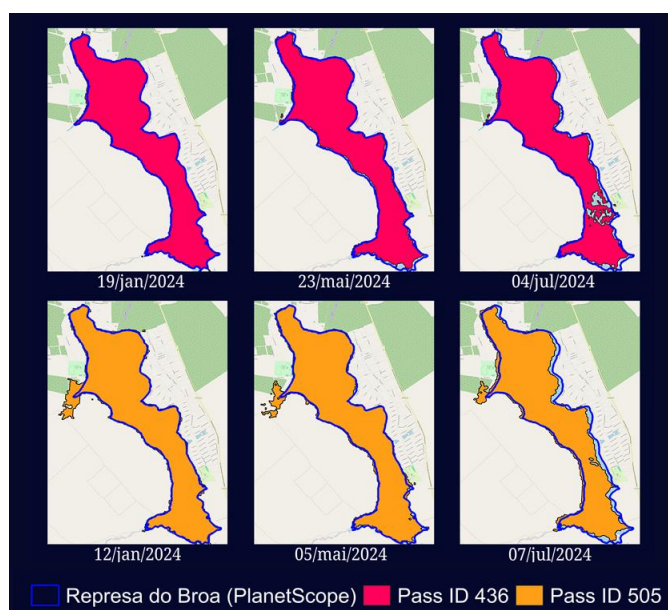 19/jan/2024 23/mai/2024 04/jul/2024
12/jan/2024 05/mai/2024 07/jul/2024
Represa do Broa (PlanetScope) Pass ID 436 Pass ID 505